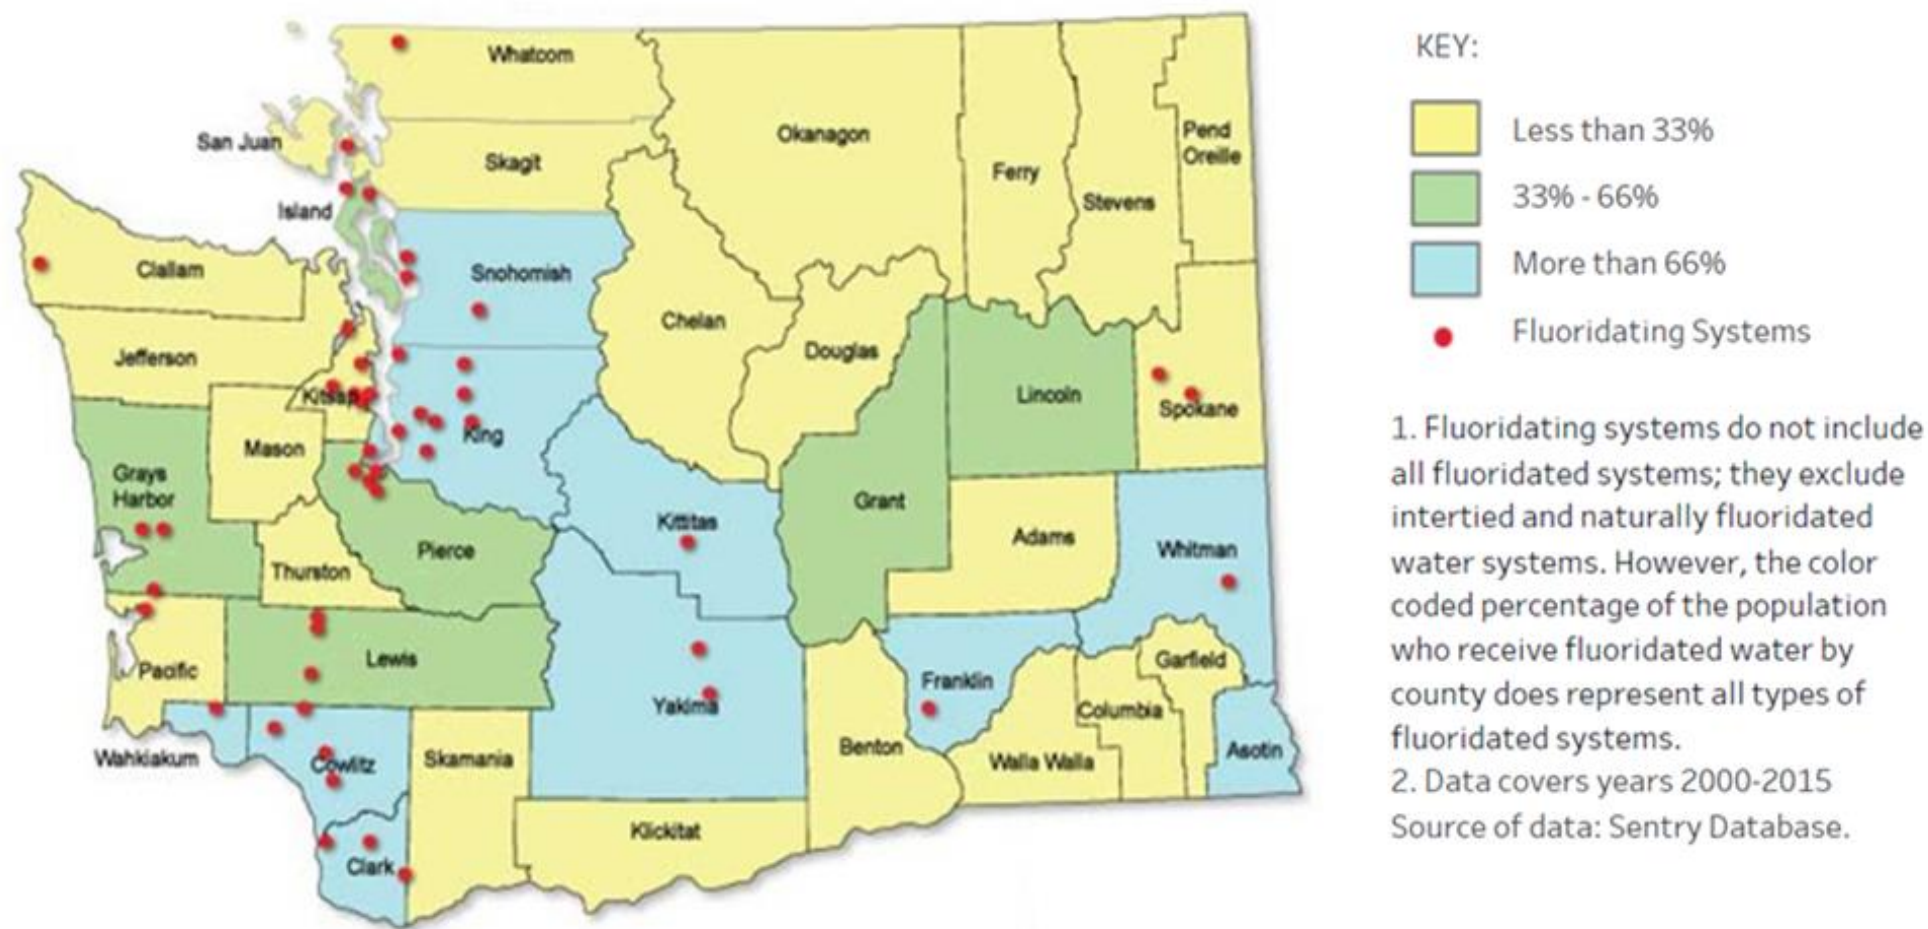 Whatcom
San Juan
Skagit
Okanagon
Ferry
Stevens
Pend
Oreille
Island
Clallam
Snohomish
Chelan
Jefferson
Douglas
Kitsap
King
Lincoln
Spokane
Mason
Grays
Harbor
Kittitas
Grant
Adams
Whitman
Thurston
Pierce
Pacific
Lewis
Yakima
Franklin
Garfield
Columbia
Wahkiakum
Cowlitz
Skamania
Benton
Walla Walla
Asotin
Klickitat
Clark
KEY:
Less than 33%
33% - 66%
More than 66%
Fluoridating Systems
1. Fluoridating systems do not include
all fluoridated systems; they exclude
intertied and naturally fluoridated
water systems. However, the color
coded percentage of the population
who receive fluoridated water by
county does represent all types of
fluoridated systems.
2. Data covers years 2000-2015
Source of data: Sentry Database.